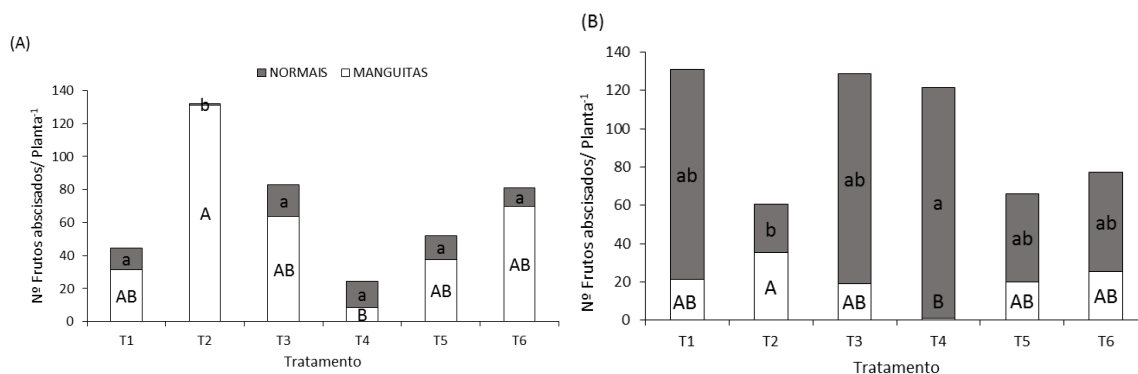 (A)
NORMAIS MANGUITAS
Nº Frutos abscisados/ Planta-1
140
120
100
80
60
40
20
0
b
A
a
AB
a
AB
a
B
a
AB
a
AB
T1 T2 T3 T4 T5 T6
Tratamento
(B)
Nº Frutos abscisados/ Planta-1
140
120
100
80
60
40
20
0
ab
AB
b
A
ab
AB
a
B
ab
AB
ab
AB
T1 T2 T3 T4 T5 T6
Tratamento